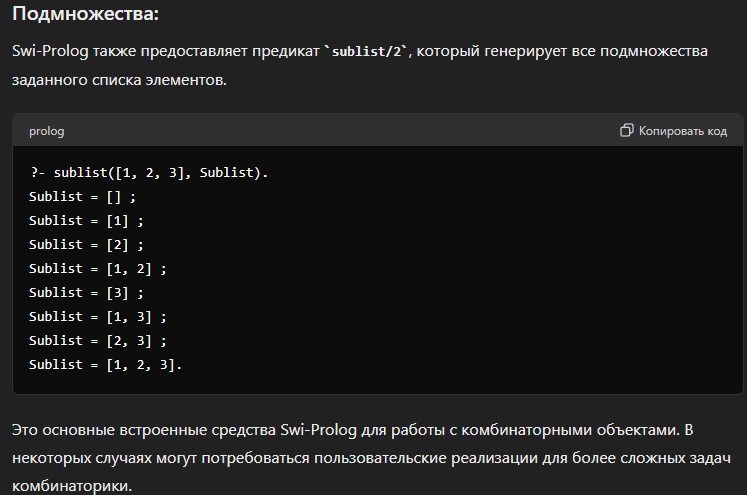 Подмножества:
Swi-Prolog также предоставляет предикат `sublist/2`, который генерирует все подмножества
заданного списка элементов.
prolog
Копировать код
?- sublist([1, 2, 3], Sublist).
Sublist = [] ;
Sublist = [1] ;
Sublist = [2] ;
Sublist = [1, 2] ;
Sublist = [3] ;
Sublist = [1, 3] ;
Sublist = [2, 3] ;
Sublist = [1, 2, 3].
Это основные встроенные средства Swi-Prolog для работы с комбинаторными объектами. В
некоторых случаях могут потребоваться пользовательские реализации для более сложных задач
комбинаторики.